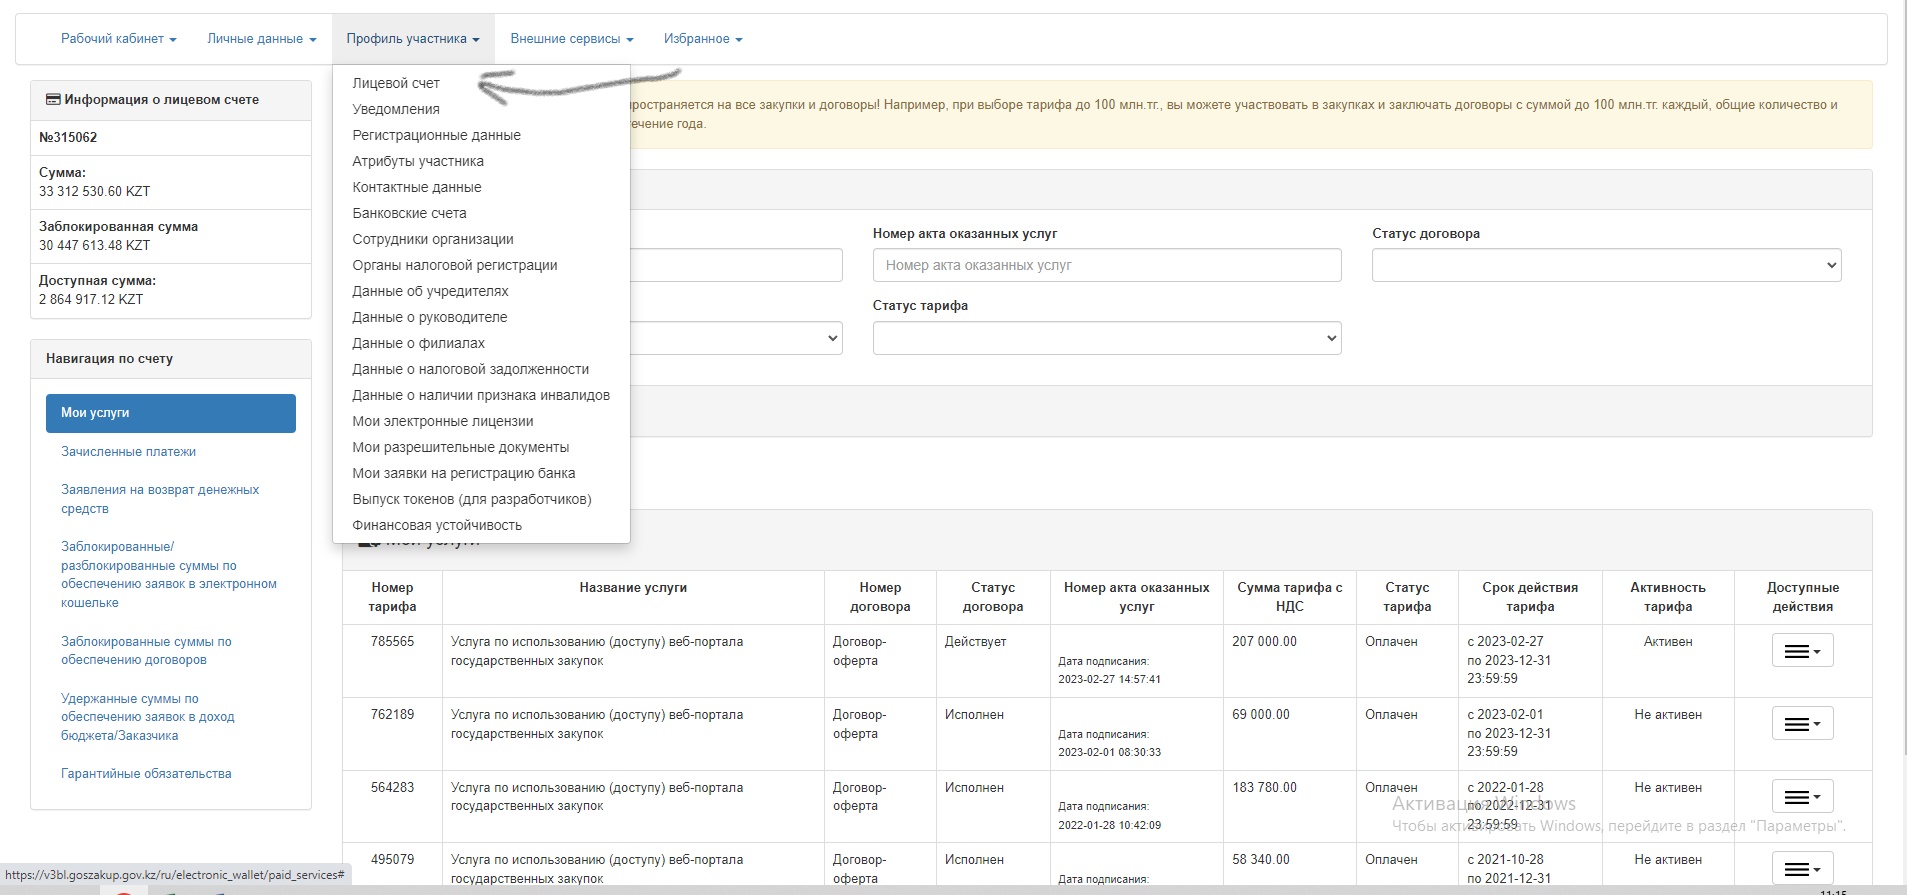 Рабочий кабинет
Личные данные
Профиль участника
Внешние сервисы
Избранное
Информация о лицевом счете
№315062
Сумма:
33 312 530.60 KZT
Заблокированная сумма
30 447 613.48 KZT
Доступная сумма:
2 864 917.12 KZT
Навигация по счету
Мои услуги
Зачисленные платежи
Заявления на возврат денежных
средств
Заблокированные/
разблокированные суммы по
обеспечению заявок в электронном
кошельке
Заблокированные суммы по
обеспечению договоров
Удержанные суммы по
обеспечению заявок в доход
бюджета/Заказчика
Гарантийные обязательства
Лицевой счет
Уведомления
Регистрационные данные
Атрибуты участника
Контактные данные
Банковские счета
Сотрудники организации
Органы налоговой регистрации
Данные об учредителях
Данные о руководителе
Данные о филиалах
Данные о налоговой задолженности
Данные о наличии признака инвалидов
Мои электронные лицензии
Мои разрешительные документы
Мои заявки на регистрацию банка
Выпуск токенов (для разработчиков)
Финансовая устойчивость
пространяется на все закупки и договоры! Например, при выборе тарифа до 100 млн.тг., вы можете участвовать в закупках и заключать договоры с суммой до 100 млн.тг. каждый, общие количество и
течение года.
Номер акта оказанных услуг
Номер акта оказанных услуг
Статус договора
Статус тарифа
Мои услуги
Номер тарифа
Название услуги
Номер договора
Статус договора
Номер акта оказанных услуг
Сумма тарифа с НДС
Статус тарифа
Срок действия тарифа
Активность тарифа
Доступные действия
785565
Услуга по использованию (доступу) веб-портала
государственных закупок
Договор-
оферта
Действует
Дата подписания:
2023-02-27 14:57:41
207 000.00
Оплачен
с 2023-02-27
по 2023-12-31
23:59:59
Активен
762189
Услуга по использованию (доступу) веб-портала
государственных закупок
Договор-
оферта
Исполнен
Дата подписания:
2023-02-01 08:30:33
69 000.00
Оплачен
с 2023-02-01
по 2023-12-31
23:59:59
Не активен
564283
Услуга по использованию (доступу) веб-портала
государственных закупок
Договор-
оферта
Исполнен
Дата подписания:
2022-01-28 10:42:09
183 780.00
Оплачен
с 2022-01-28
по 2022-12-31
23:59:59
Не активен
495079
Услуга по использованию (доступу) веб-портала
государственных закупок
Договор-
оферта
Исполнен
Дата подписания:
58 340.00
Оплачен
с 2021-10-28
по 2021-12-31
Не активен
Активация Windows
Чтобы активировать Windows, перейдите в раздел "Параметры".
https://v3bl.goszakup.gov.kz/ru/electronic_wallet/paid_services#